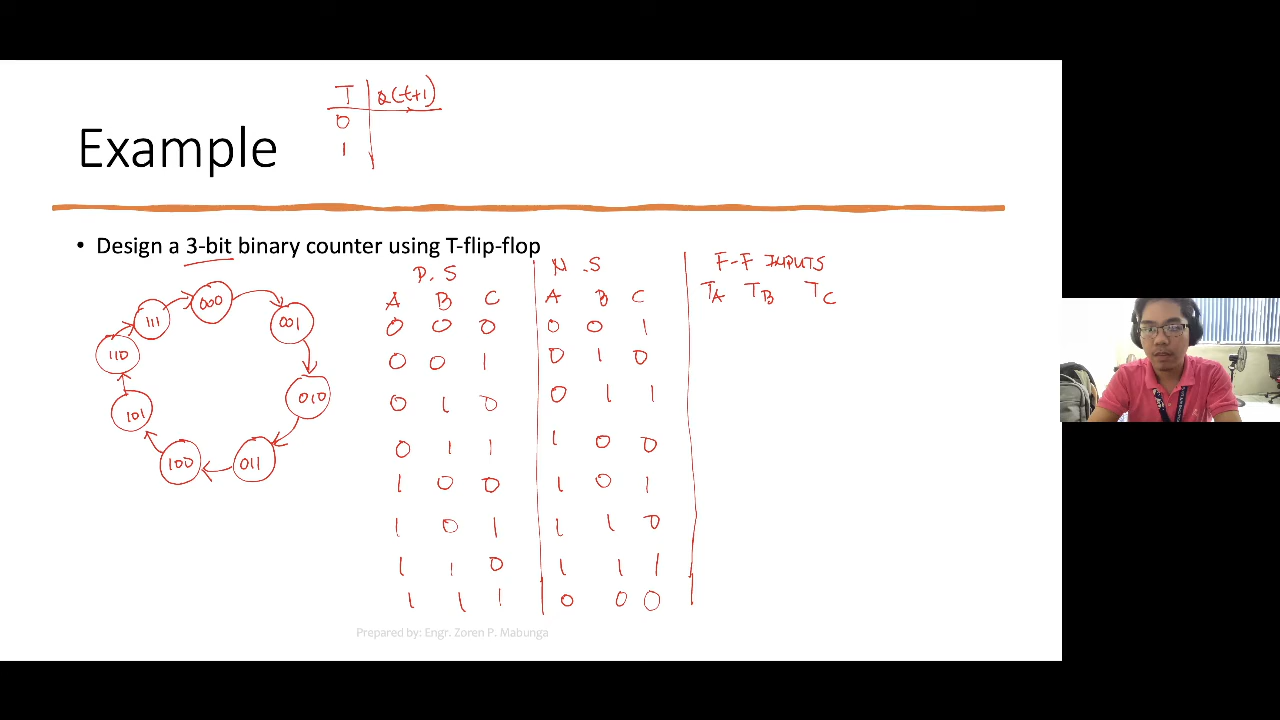 T Q(t+1)
0
1
Example
• Design a 3-bit binary counter using T-flip-flop
P.S N.S F-F INPUTS
A B C A B C TA TB TC
0 0 0 0 0 1
0 0 1 0 1 0
0 1 0 0 1 1
0 1 1 1 0 0
1 0 0 1 0 1
1 0 1 1 1 0
1 1 0 1 1 1
1 1 1 0 0 0
000
001
010
011
100
101
110
111
Prepared by: Engr. Zoren P. Mabunga